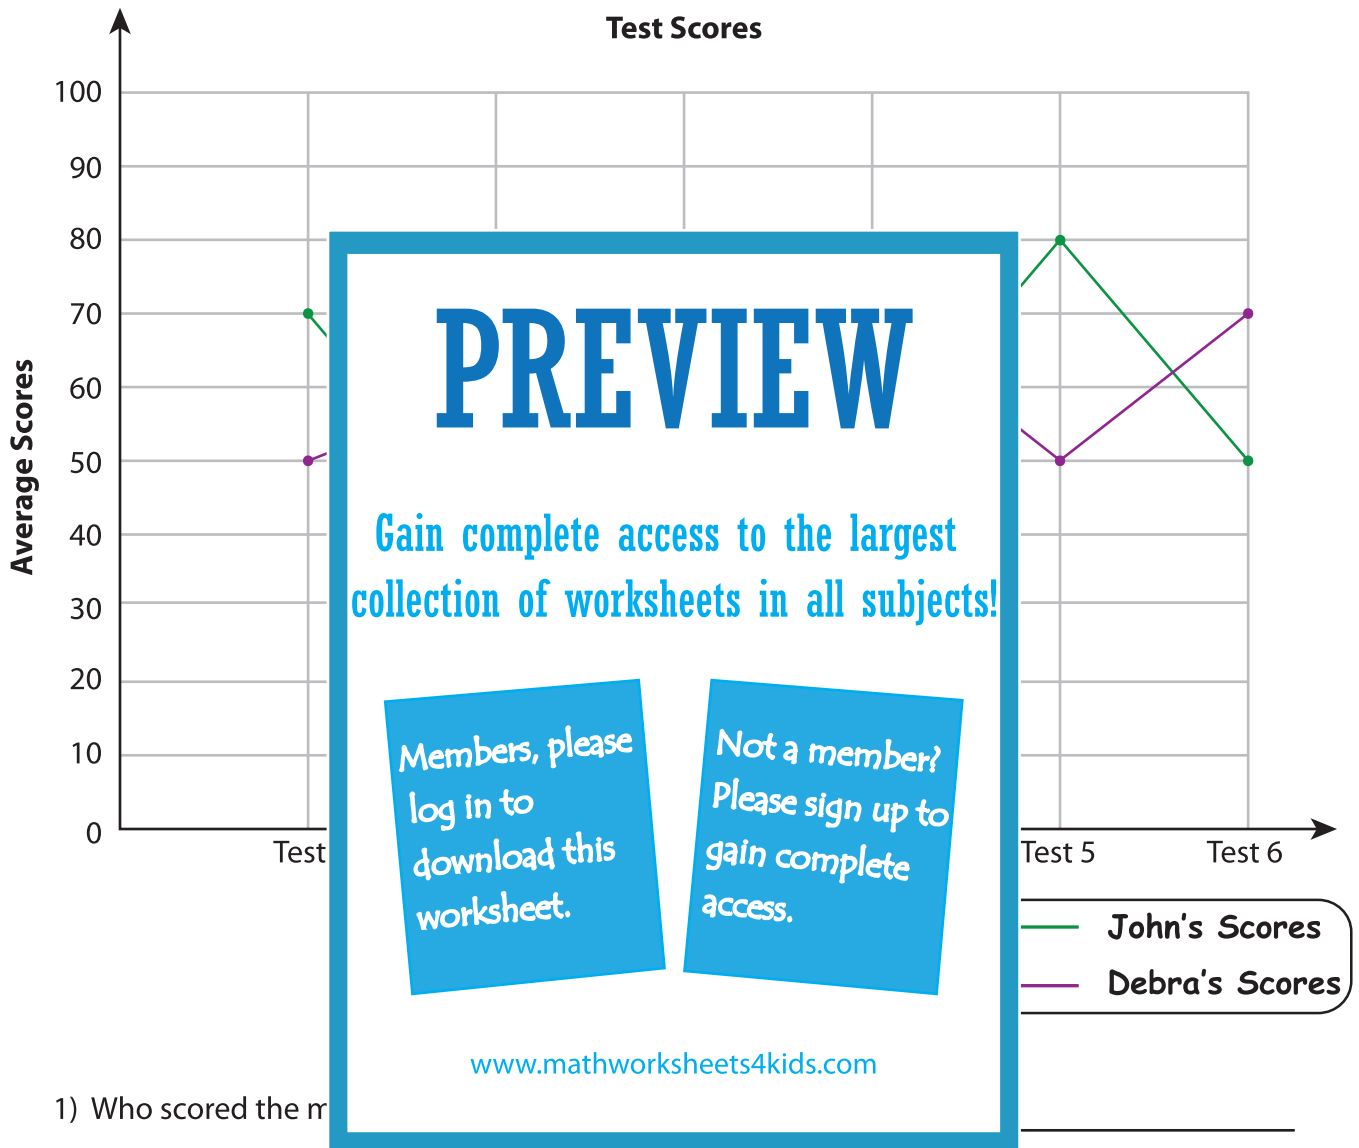 Test Scores
100
90
80
70
60
50
40
30
20
10
0
Average Scores
PREVIEW
Gain complete access to the largest
collection of worksheets in all subjects!
Members, please
log in to
download this
worksheet.
Not a member?
Please sign up to
gain complete
access.
www.mathworksheets4kids.com
Test
Test 5
Test 6
John's Scores
Debra's Scores
1) Who scored the